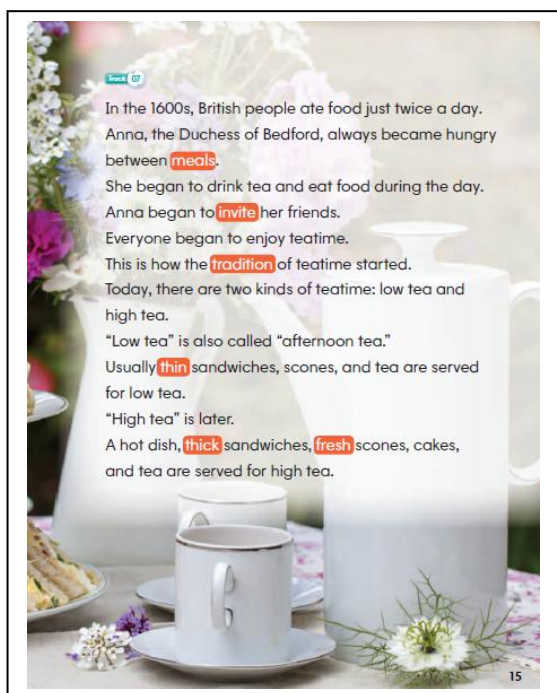 Track 07
In the 1600s, British people ate food just twice a day.
Anna, the Duchess of Bedford, always became hungry
between meals.
She began to drink tea and eat food during the day.
Anna began to invite her friends.
Everyone began to enjoy teatime.
This is how the tradition of teatime started.
Today, there are two kinds of teatime: low tea and
high tea.
“Low tea” is also called “afternoon tea.”
Usually thin sandwiches, scones, and tea are served
for low tea.
“High tea” is later.
A hot dish, thick sandwiches, fresh scones, cakes,
and tea are served for high tea.
15